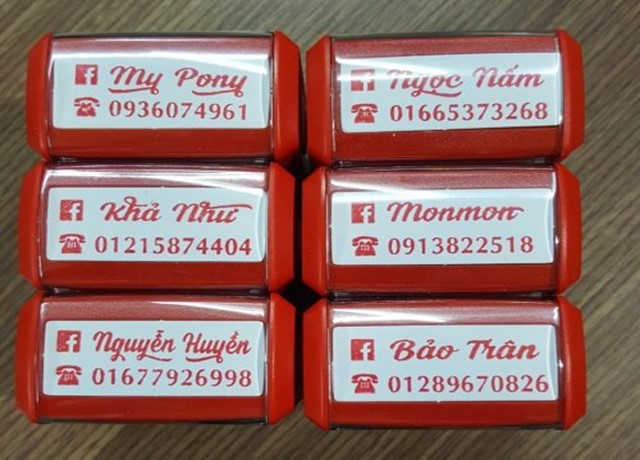 My Pony
0936074961
Ngọc Nấm
01665373268
Khả Như
01215874404
Monmon
0913822518
Nguyễn Huyền
01677926998
Bảo Trân
01289670826